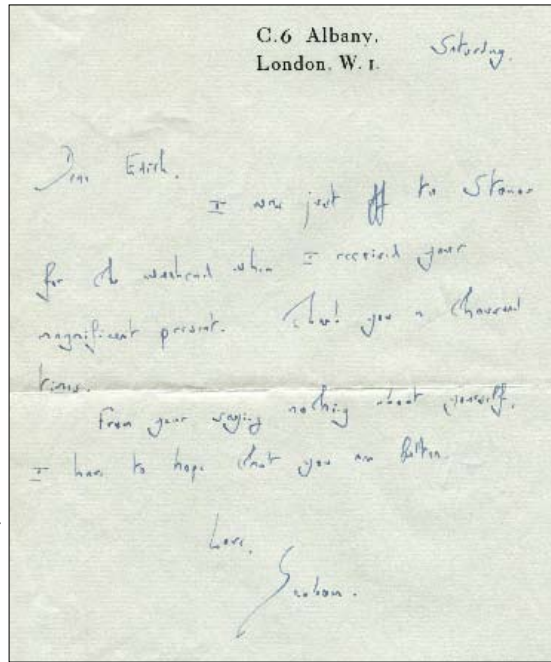 C.6 Albany,
London, W. 1.
Saturday.
Dear Edith.
I was just off to Stonor
for the weekend when I received your
magnificent present. Thank you a thousand
times.
From your saying nothing about yourself,
I have to hope that you are better.
Love,
Graham.